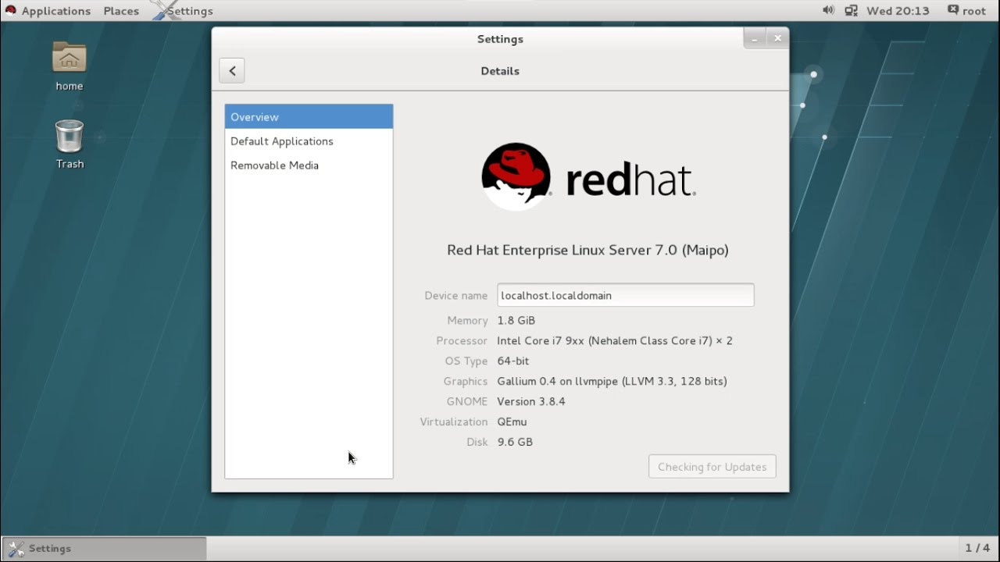 Applications Places Settings Wed 20:13 root
home
Trash
Settings
Details
Overview
Default Applications
Removable Media
redhat.
Red Hat Enterprise Linux Server 7.0 (Maipo)
Device name localhost.localdomain
Memory 1.8 GiB
Processor Intel Core i7 9xx (Nehalem Class Core i7) × 2
OS Type 64-bit
Graphics Gallium 0.4 on llvmpipe (LLVM 3.3, 128 bits)
GNOME Version 3.8.4
Virtualization QEmu
Disk 9.6 GB
Checking for Updates
Settings 1 / 4